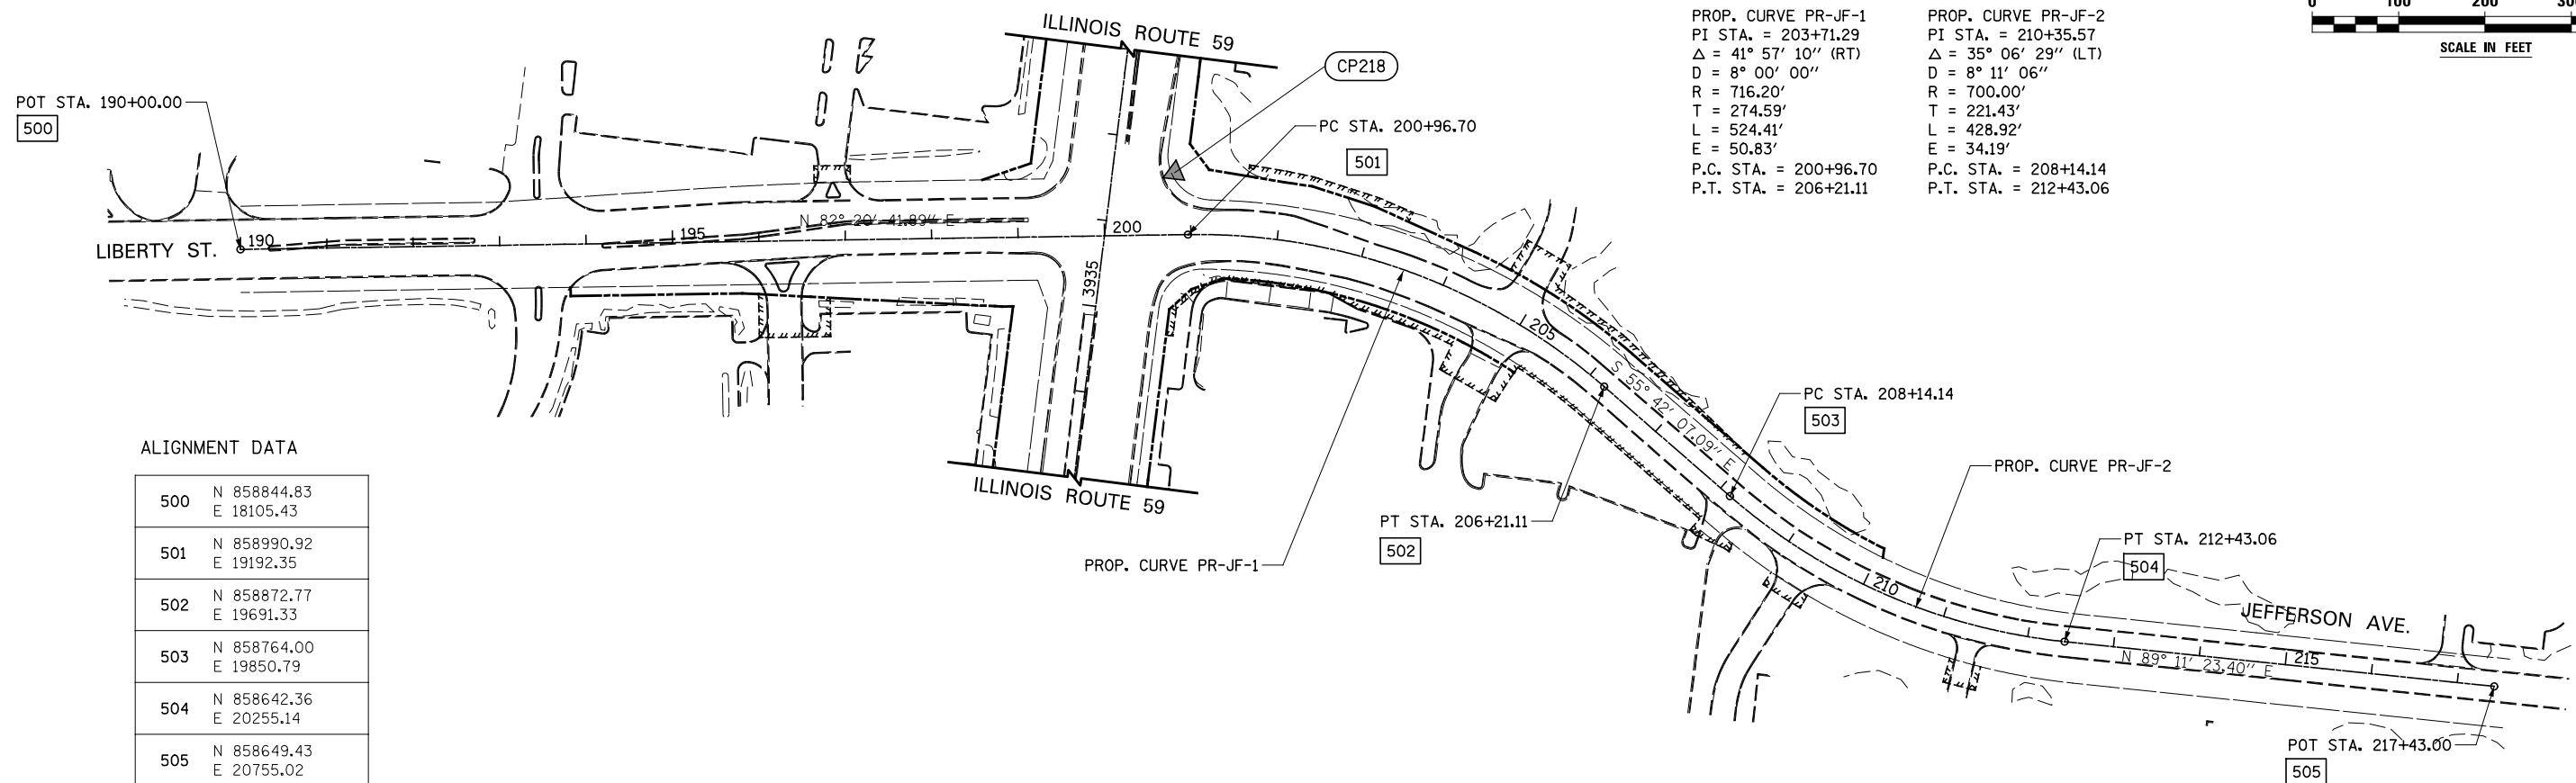 ILLINOIS ROUTE 59
CP218
POT STA. 190+00.00
500
PC STA. 200+96.70
501
PROP. CURVE PR-JF-1
PI STA. = 203+71.29
Δ = 41° 57' 10'' (RT)
D = 8° 00' 00''
R = 716.20'
T = 274.59'
L = 524.41'
E = 50.83'
P.C. STA. = 200+96.70
P.T. STA. = 206+21.11
PROP. CURVE PR-JF-2
PI STA. = 210+35.57
Δ = 35° 06' 29'' (LT)
D = 8° 11' 06''
R = 700.00'
T = 221.43'
L = 428.92'
E = 34.19'
P.C. STA. = 208+14.14
P.T. STA. = 212+43.06
0 100 200 300
SCALE IN FEET
LIBERTY ST.
190
195
N 82° 20' 41.89'' E
200
3935
205
S 55° 42' 07.09'' E
PC STA. 208+14.14
503
PROP. CURVE PR-JF-2
ILLINOIS ROUTE 59
PT STA. 206+21.11
502
PROP. CURVE PR-JF-1
PT STA. 212+43.06
504
210
JEFFERSON AVE.
N 89° 11' 23.40'' E
215
POT STA. 217+43.00
505
ALIGNMENT DATA
500 N 858844.83
E 18105.43
501 N 858990.92
E 19192.35
502 N 858872.77
E 19691.33
503 N 858764.00
E 19850.79
504 N 858642.36
E 20255.14
505 N 858649.43
E 20755.02